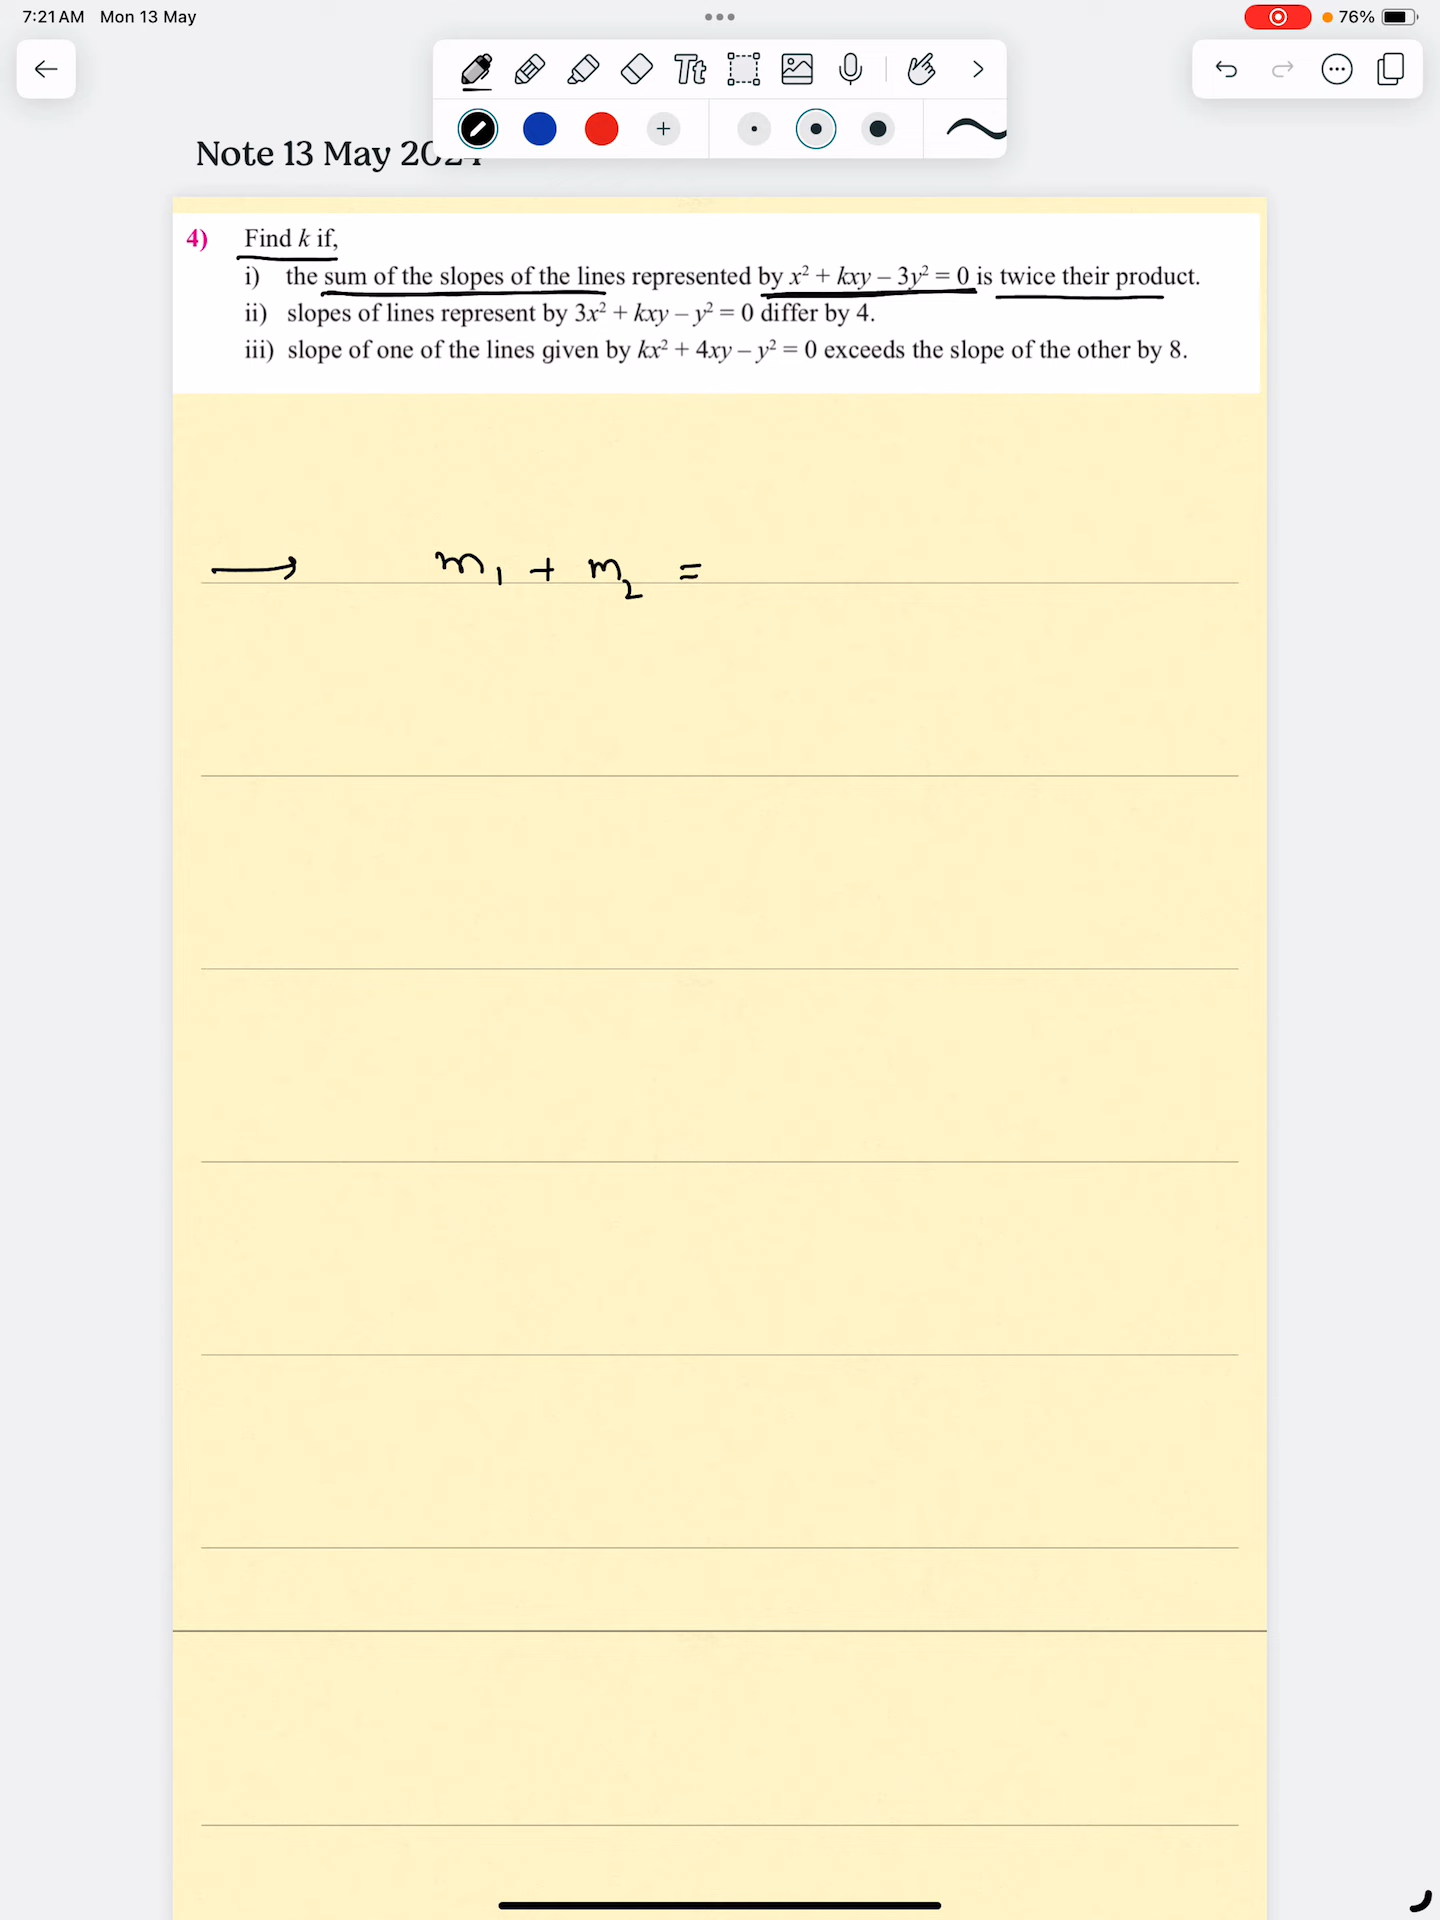 7:21 AM Mon 13 May
76%
Tt
Note 13 May 2024
4) Find k if,
i) the sum of the slopes of the lines represented by x² + kxy – 3y² = 0 is twice their product.
ii) slopes of lines represent by 3x² + kxy – y² = 0 differ by 4.
iii) slope of one of the lines given by kx² + 4xy – y² = 0 exceeds the slope of the other by 8.
→ m₁ + m₂ =